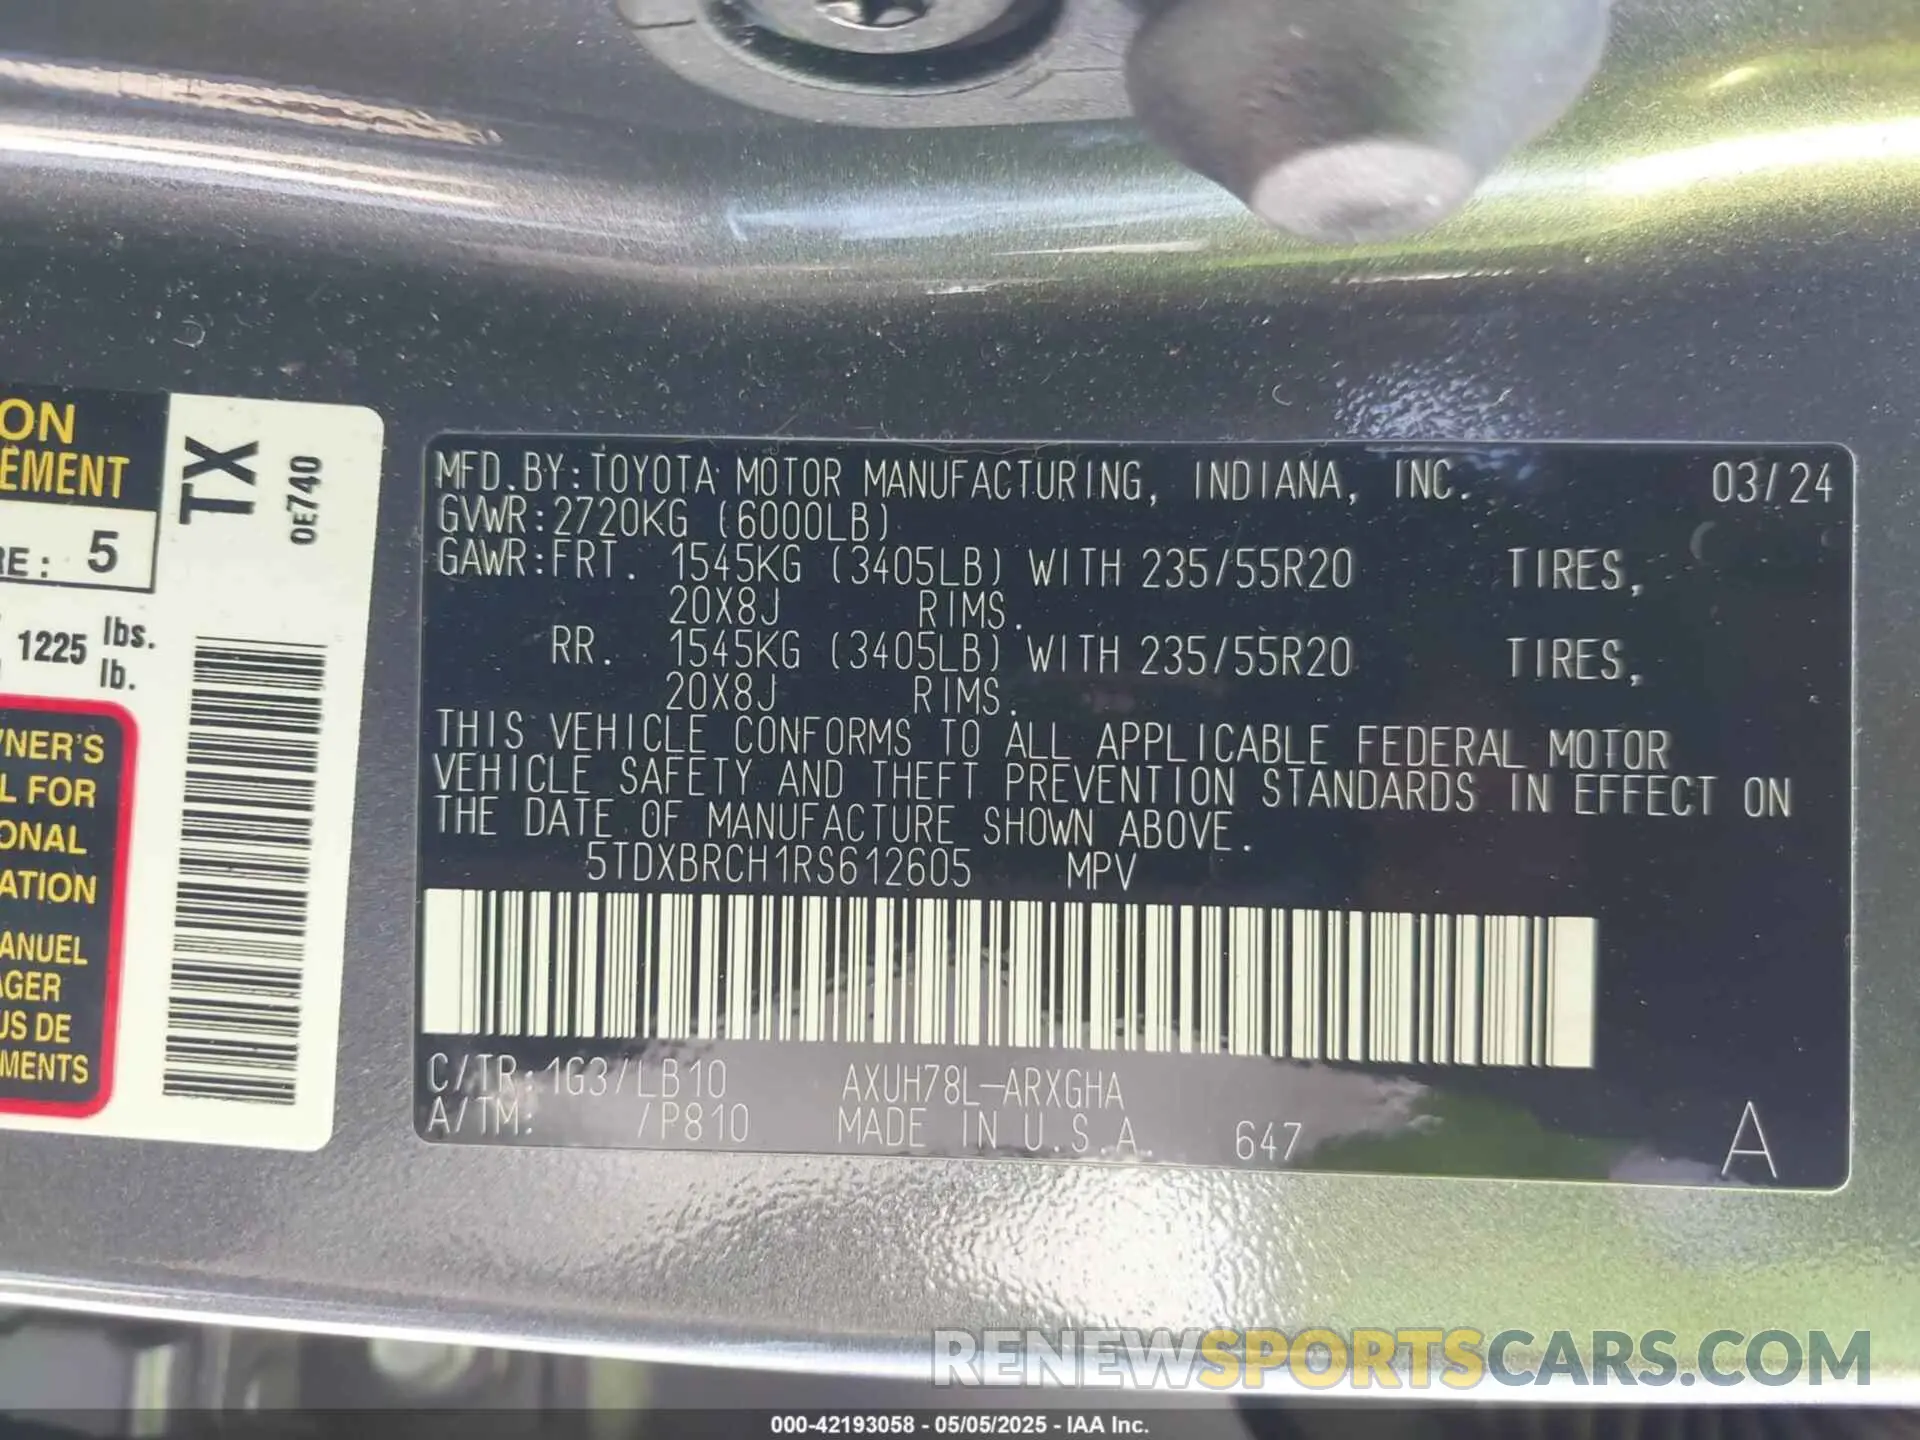 ON
ÉMENT
RE: 5
1225 lbs.
lb.
TX
0E740
NER'S
L FOR
ONAL
ATION
ANUEL
AGER
US DE
MENTS
MFD.BY:TOYOTA MOTOR MANUFACTURING, INDIANA, INC. 03/24
GVWR:2720KG (6000LB)
GAWR:FRT. 1545KG (3405LB) WITH 235/55R20 TIRES,
20X8J RIMS.
RR. 1545KG (3405LB) WITH 235/55R20 TIRES,
20X8J RIMS.
THIS VEHICLE CONFORMS TO ALL APPLICABLE FEDERAL MOTOR
VEHICLE SAFETY AND THEFT PREVENTION STANDARDS IN EFFECT ON
THE DATE OF MANUFACTURE SHOWN ABOVE.
5TDXBRCH1RS612605 MPV
C/TR:1G3/LB10 AXUH78L-ARXGHA
A/TM: /P810 MADE IN U.S.A. 647 A
RENEWSPORTSCARS.COM
000-42193058 - 05/05/2025 - IAA Inc.